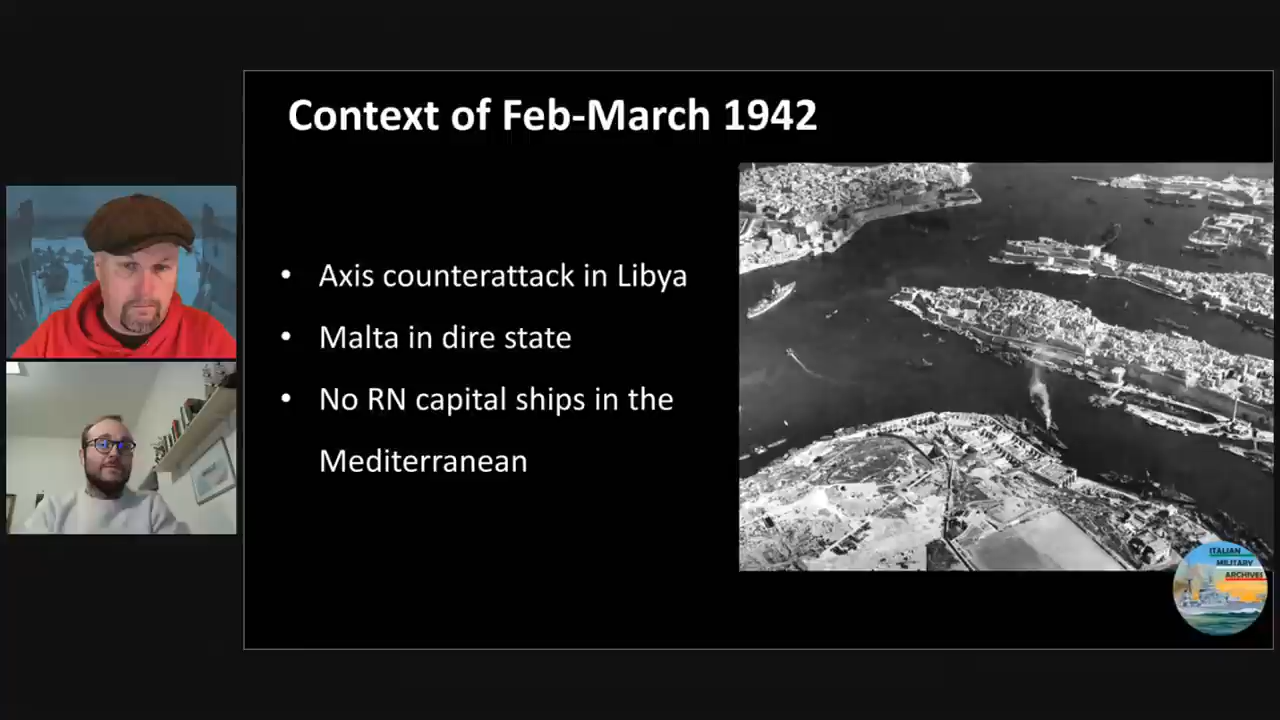 Context of Feb-March 1942
• Axis counterattack in Libya
• Malta in dire state
• No RN capital ships in the
Mediterranean
ITALIAN
MILITARY
ARCHIVES